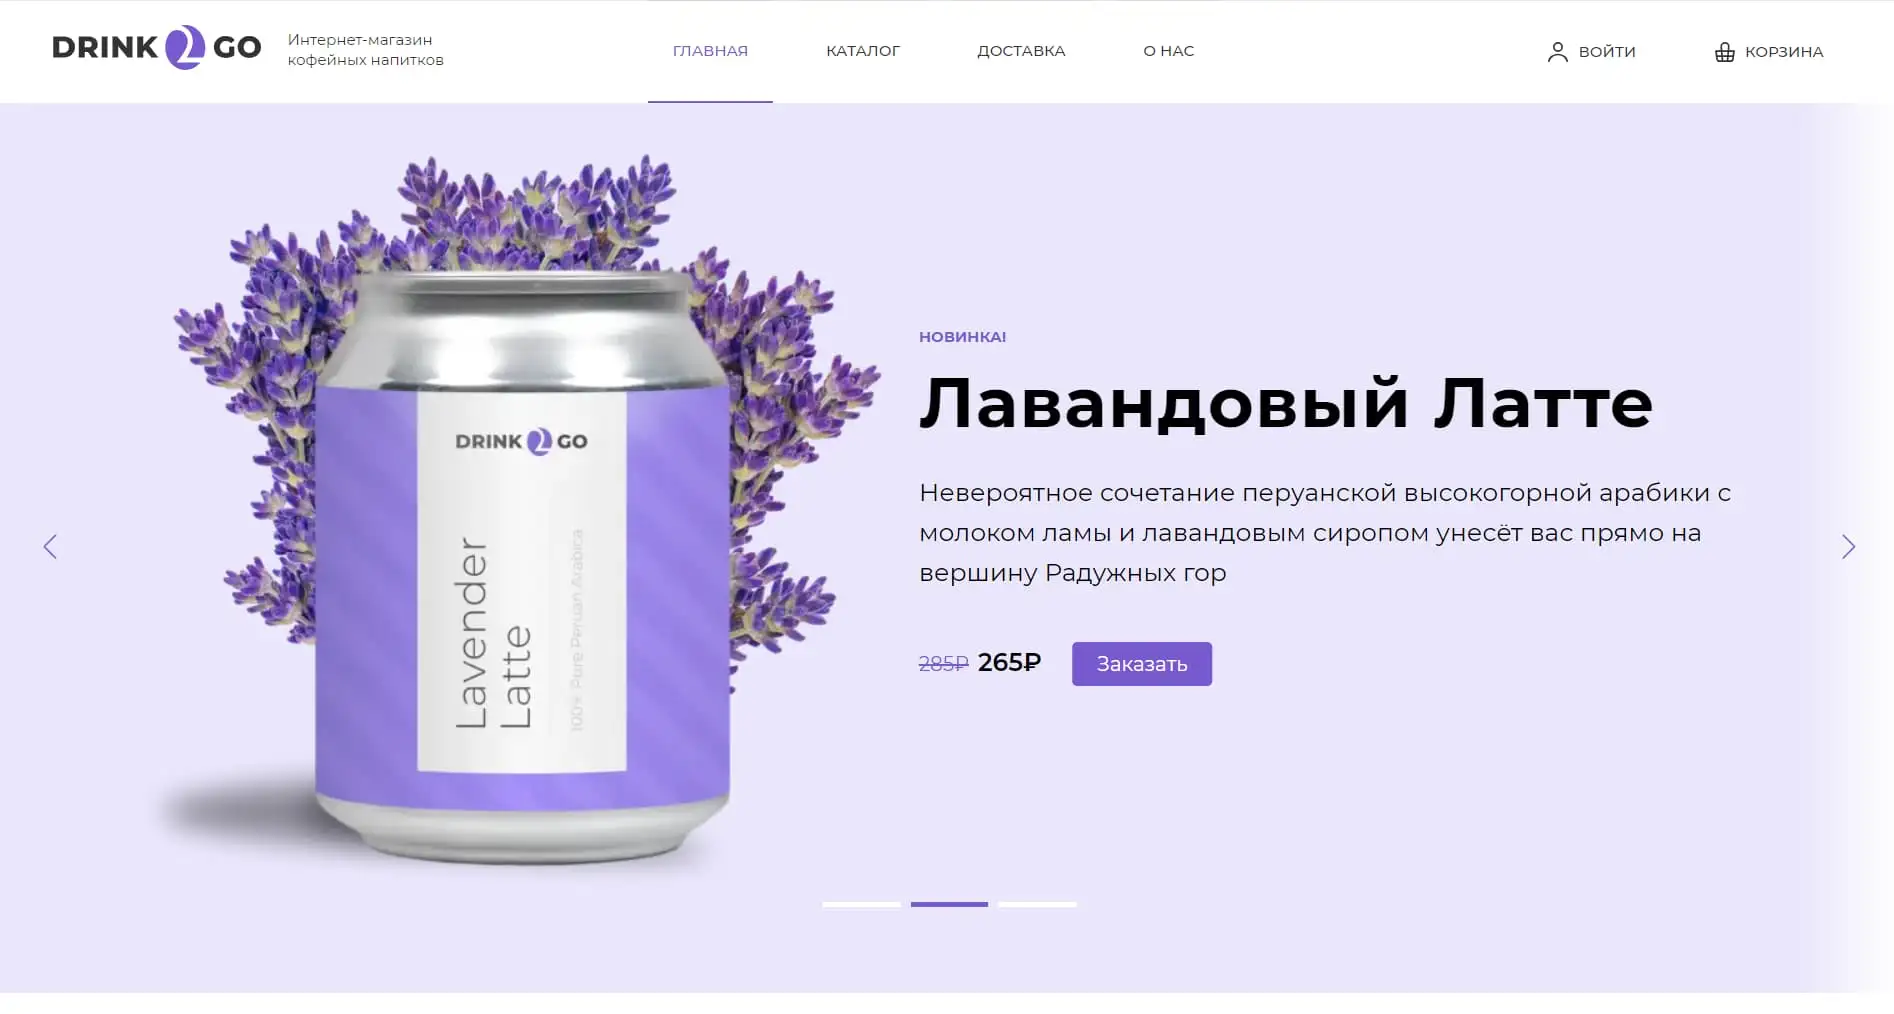 DRINK 2 GO
Интернет-магазин
кофейных напитков
ГЛАВНАЯ
КАТАЛОГ
ДОСТАВКА
О НАС
ВОЙТИ
КОРЗИНА
DRINK 2 GO
Lavender
Latte
100% Pure Peruan Arabica
НОВИНКА!
Лавандовый Латте
Невероятное сочетание перуанской высокогорной арабики с
молоком ламы и лавандовым сиропом унесёт вас прямо на
вершину Радужных гор
285₽ 265₽
Заказать